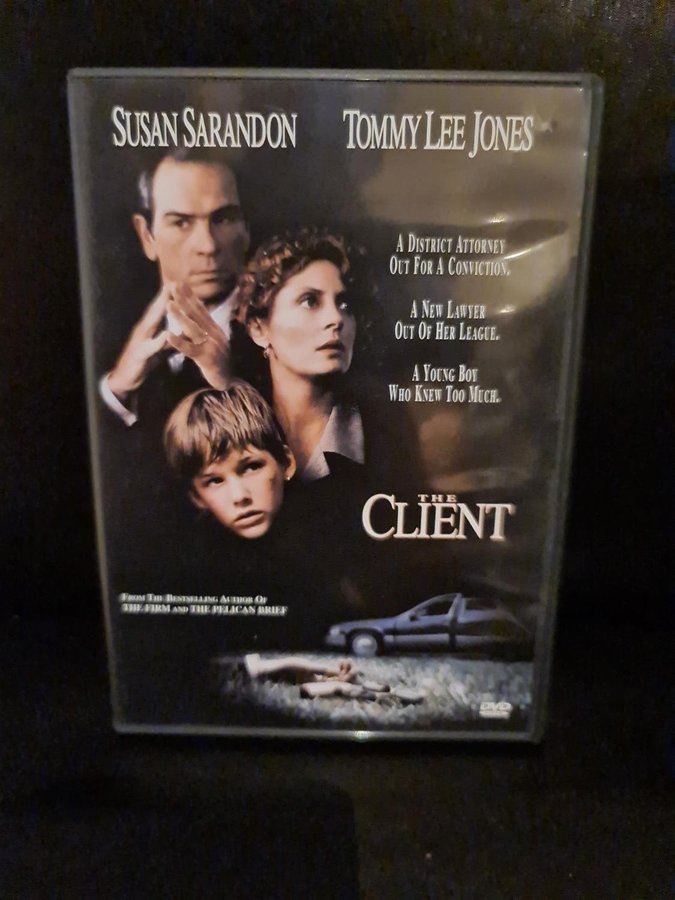 SUSAN SARANDON
TOMMY LEE JONES
A DISTRICT ATTORNEY
OUT FOR A CONVICTION.
A NEW LAWYER
OUT OF HER LEAGUE.
A YOUNG BOY
WHO KNEW TOO MUCH.
THE
CLIENT
FROM THE BESTSELLING AUTHOR OF
THE FIRM AND THE PELICAN BRIEF
DVD